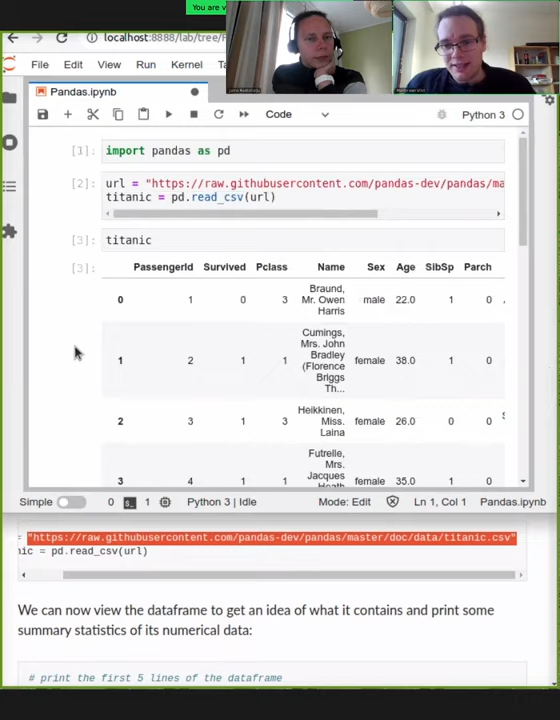 You are v
localhost:8888/lab/tree/
File Edit View Run Kernel
Pandas.ipynb
Code
Python 3
[1]: import pandas as pd
[2]: url = "https://raw.githubusercontent.com/pandas-dev/pandas/ma
titanic = pd.read_csv(url)
[3]: titanic
[3]: PassengerId Survived Pclass Name Sex Age SibSp Parch
0 1 0 3 Braund, Mr. Owen Harris male 22.0 1 0
1 2 1 1 Cumings, Mrs. John Bradley (Florence Briggs Th... female 38.0 1 0
2 3 1 3 Heikkinen, Miss. Laina female 26.0 0 0
3 4 1 1 Futrelle, Mrs. Jacques Heath female 35.0 1 0
Simple 0 1 Python 3 | Idle Mode: Edit Ln 1, Col 1 Pandas.ipynb
= "https://raw.githubusercontent.com/pandas-dev/pandas/master/doc/data/titanic.csv"
nic = pd.read_csv(url)
We can now view the dataframe to get an idea of what it contains and print some
summary statistics of its numerical data:
# print the first 5 lines of the dataframe